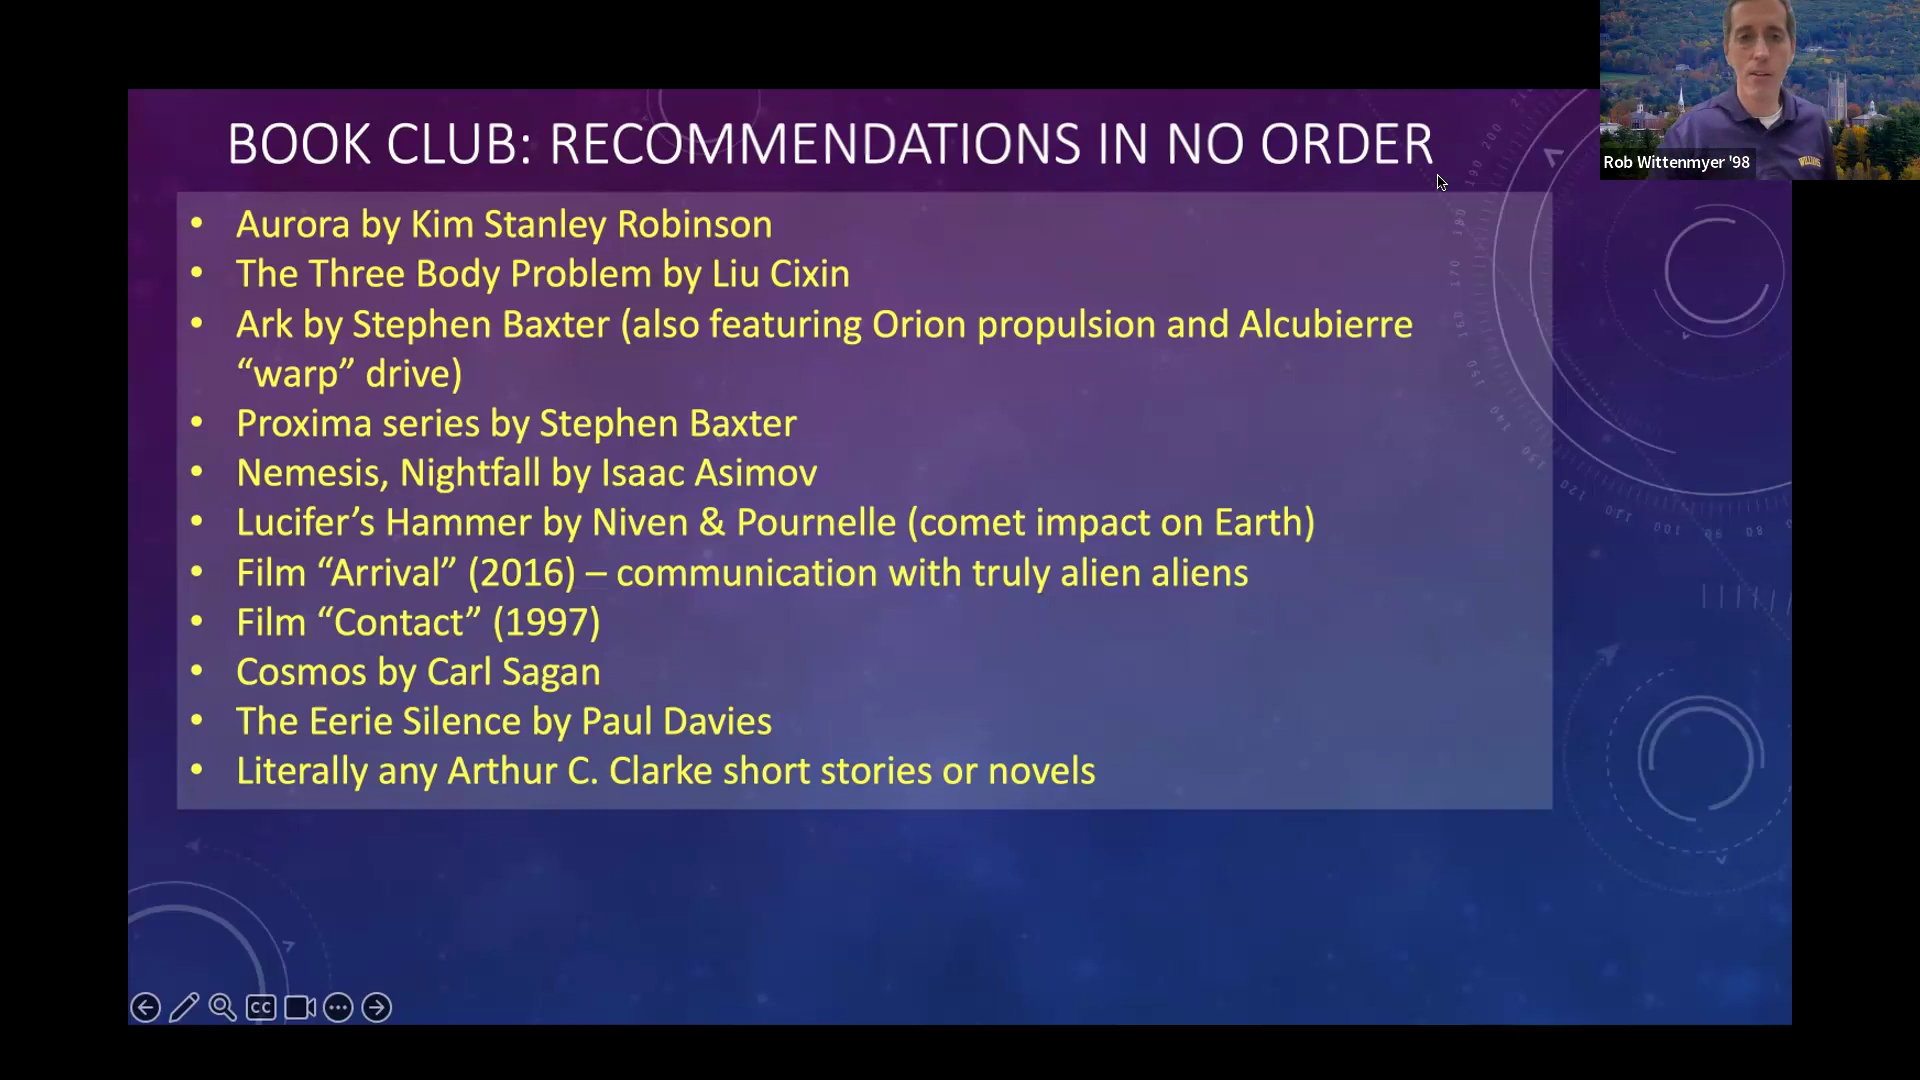 BOOK CLUB: RECOMMENDATIONS IN NO ORDER
Rob Wittenmyer '98
WILLIAMS
• Aurora by Kim Stanley Robinson
• The Three Body Problem by Liu Cixin
• Ark by Stephen Baxter (also featuring Orion propulsion and Alcubierre
“warp” drive)
• Proxima series by Stephen Baxter
• Nemesis, Nightfall by Isaac Asimov
• Lucifer’s Hammer by Niven & Pournelle (comet impact on Earth)
• Film “Arrival” (2016) – communication with truly alien aliens
• Film “Contact” (1997)
• Cosmos by Carl Sagan
• The Eerie Silence by Paul Davies
• Literally any Arthur C. Clarke short stories or novels
CC